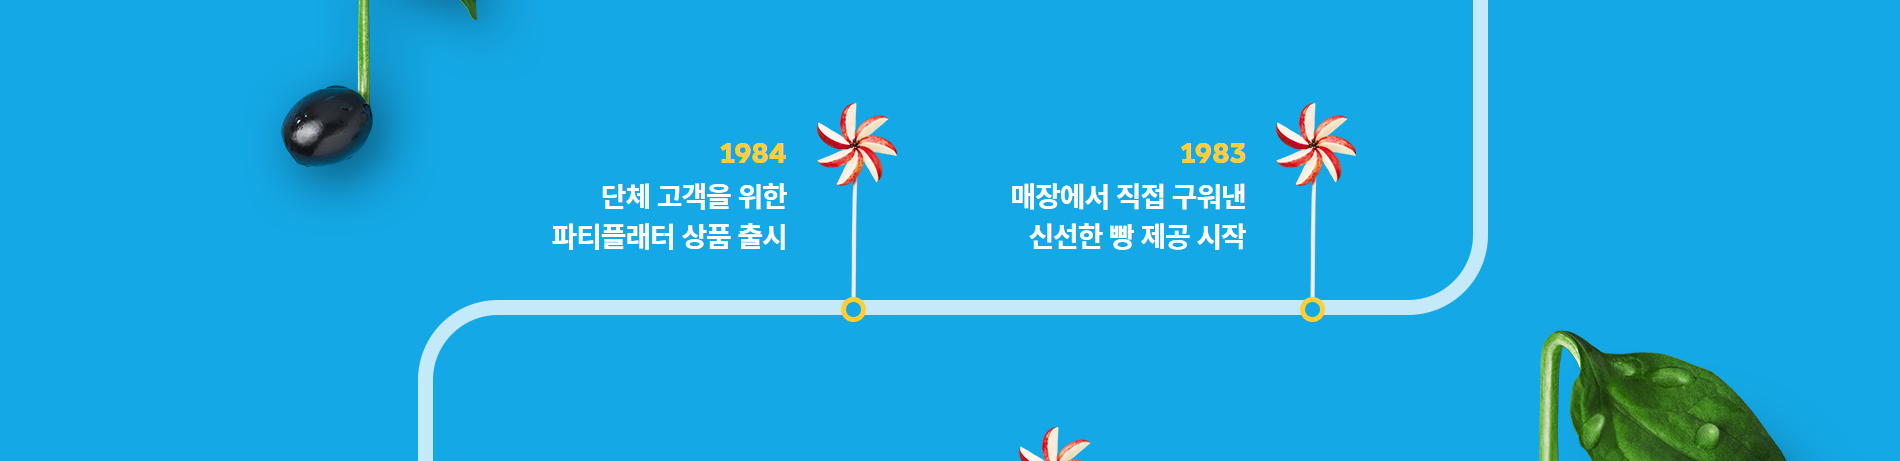 1984
단체 고객을 위한
파티플래터 상품 출시
1983
매장에서 직접 구워낸
신선한 빵 제공 시작